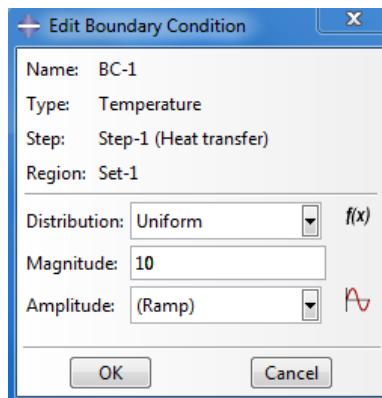 Edit Boundary Condition
Name: BC-1
Type: Temperature
Step: Step-1 (Heat transfer)
Region: Set-1
Distribution: Uniform f(x)
Magnitude: 10
Amplitude: (Ramp)
OK Cancel